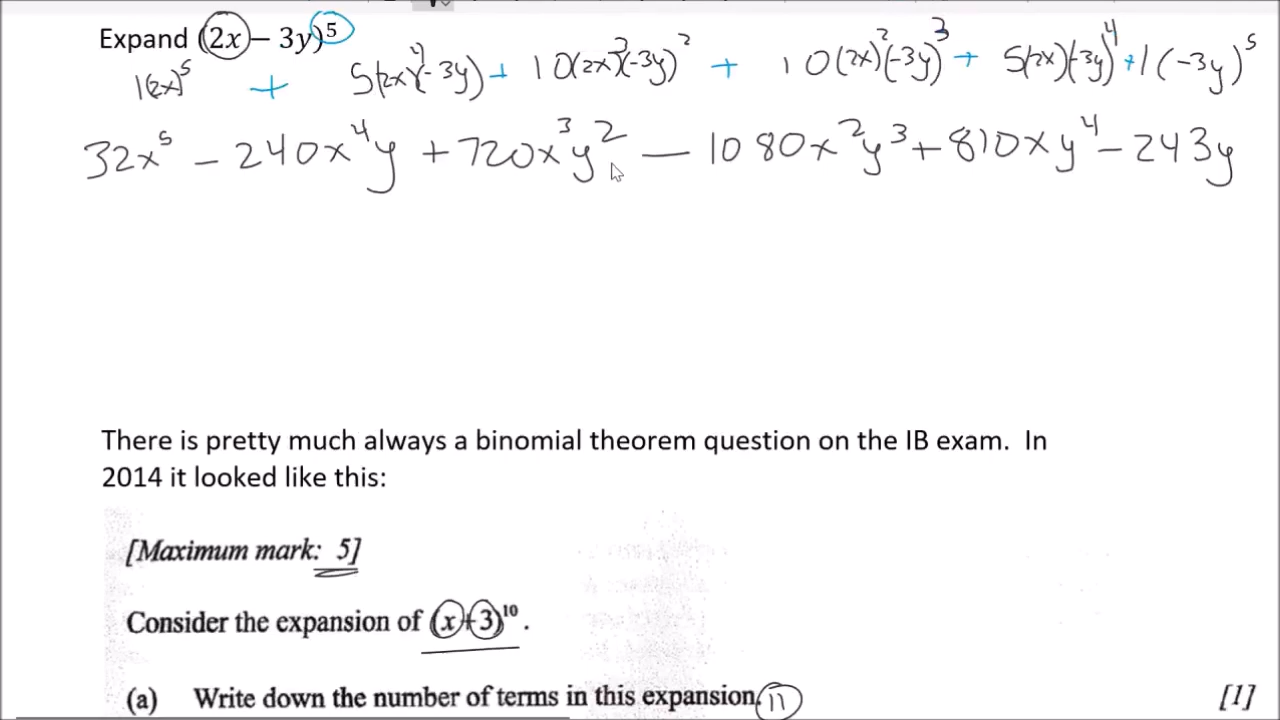 Expand (2x – 3y)⁵
1(2x)⁵ + 5(2x)⁴(-3y) + 10(2x)³(-3y)² + 10(2x)²(-3y)³ + 5(2x)(-3y)⁴ + 1(-3y)⁵
32x⁵ - 240x⁴y + 720x³y² - 1080x²y³ + 810xy⁴ - 243y
There is pretty much always a binomial theorem question on the IB exam. In
2014 it looked like this:
[Maximum mark: 5]
Consider the expansion of (x+3)¹⁰.
(a) Write down the number of terms in this expansion. 11 [1]